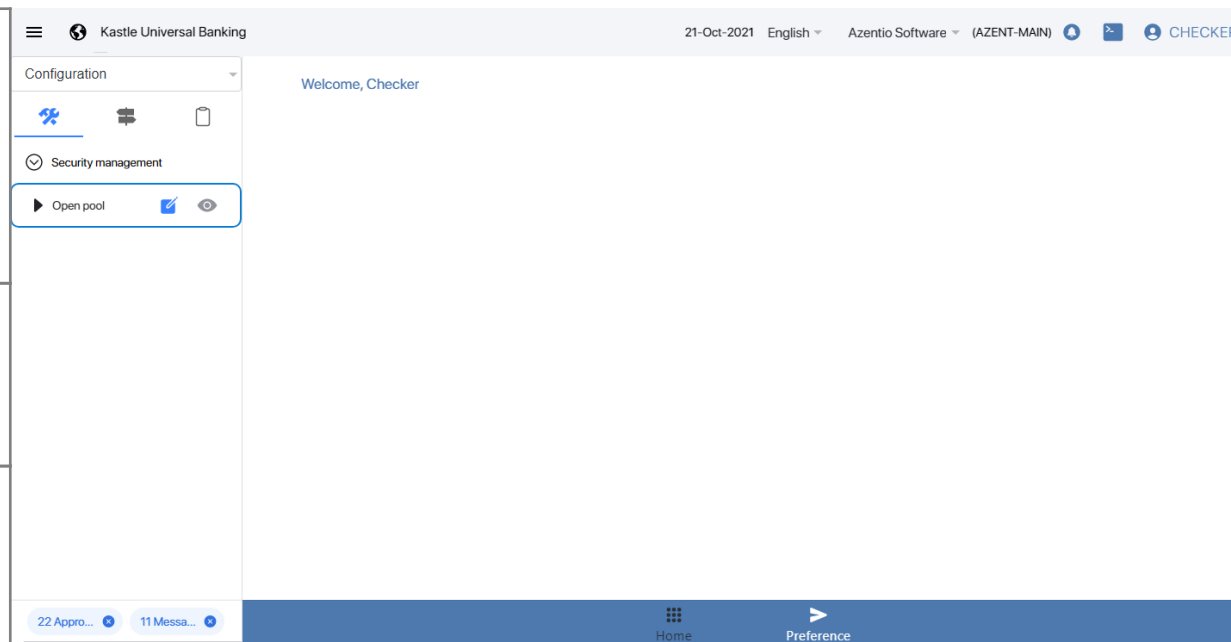 Kastle Universal Banking
21-Oct-2021 English Azentio Software (AZENT-MAIN) CHECKER
Configuration
Welcome, Checker
Security management
Open pool
22 Appro... 11 Messa...
Home Preference